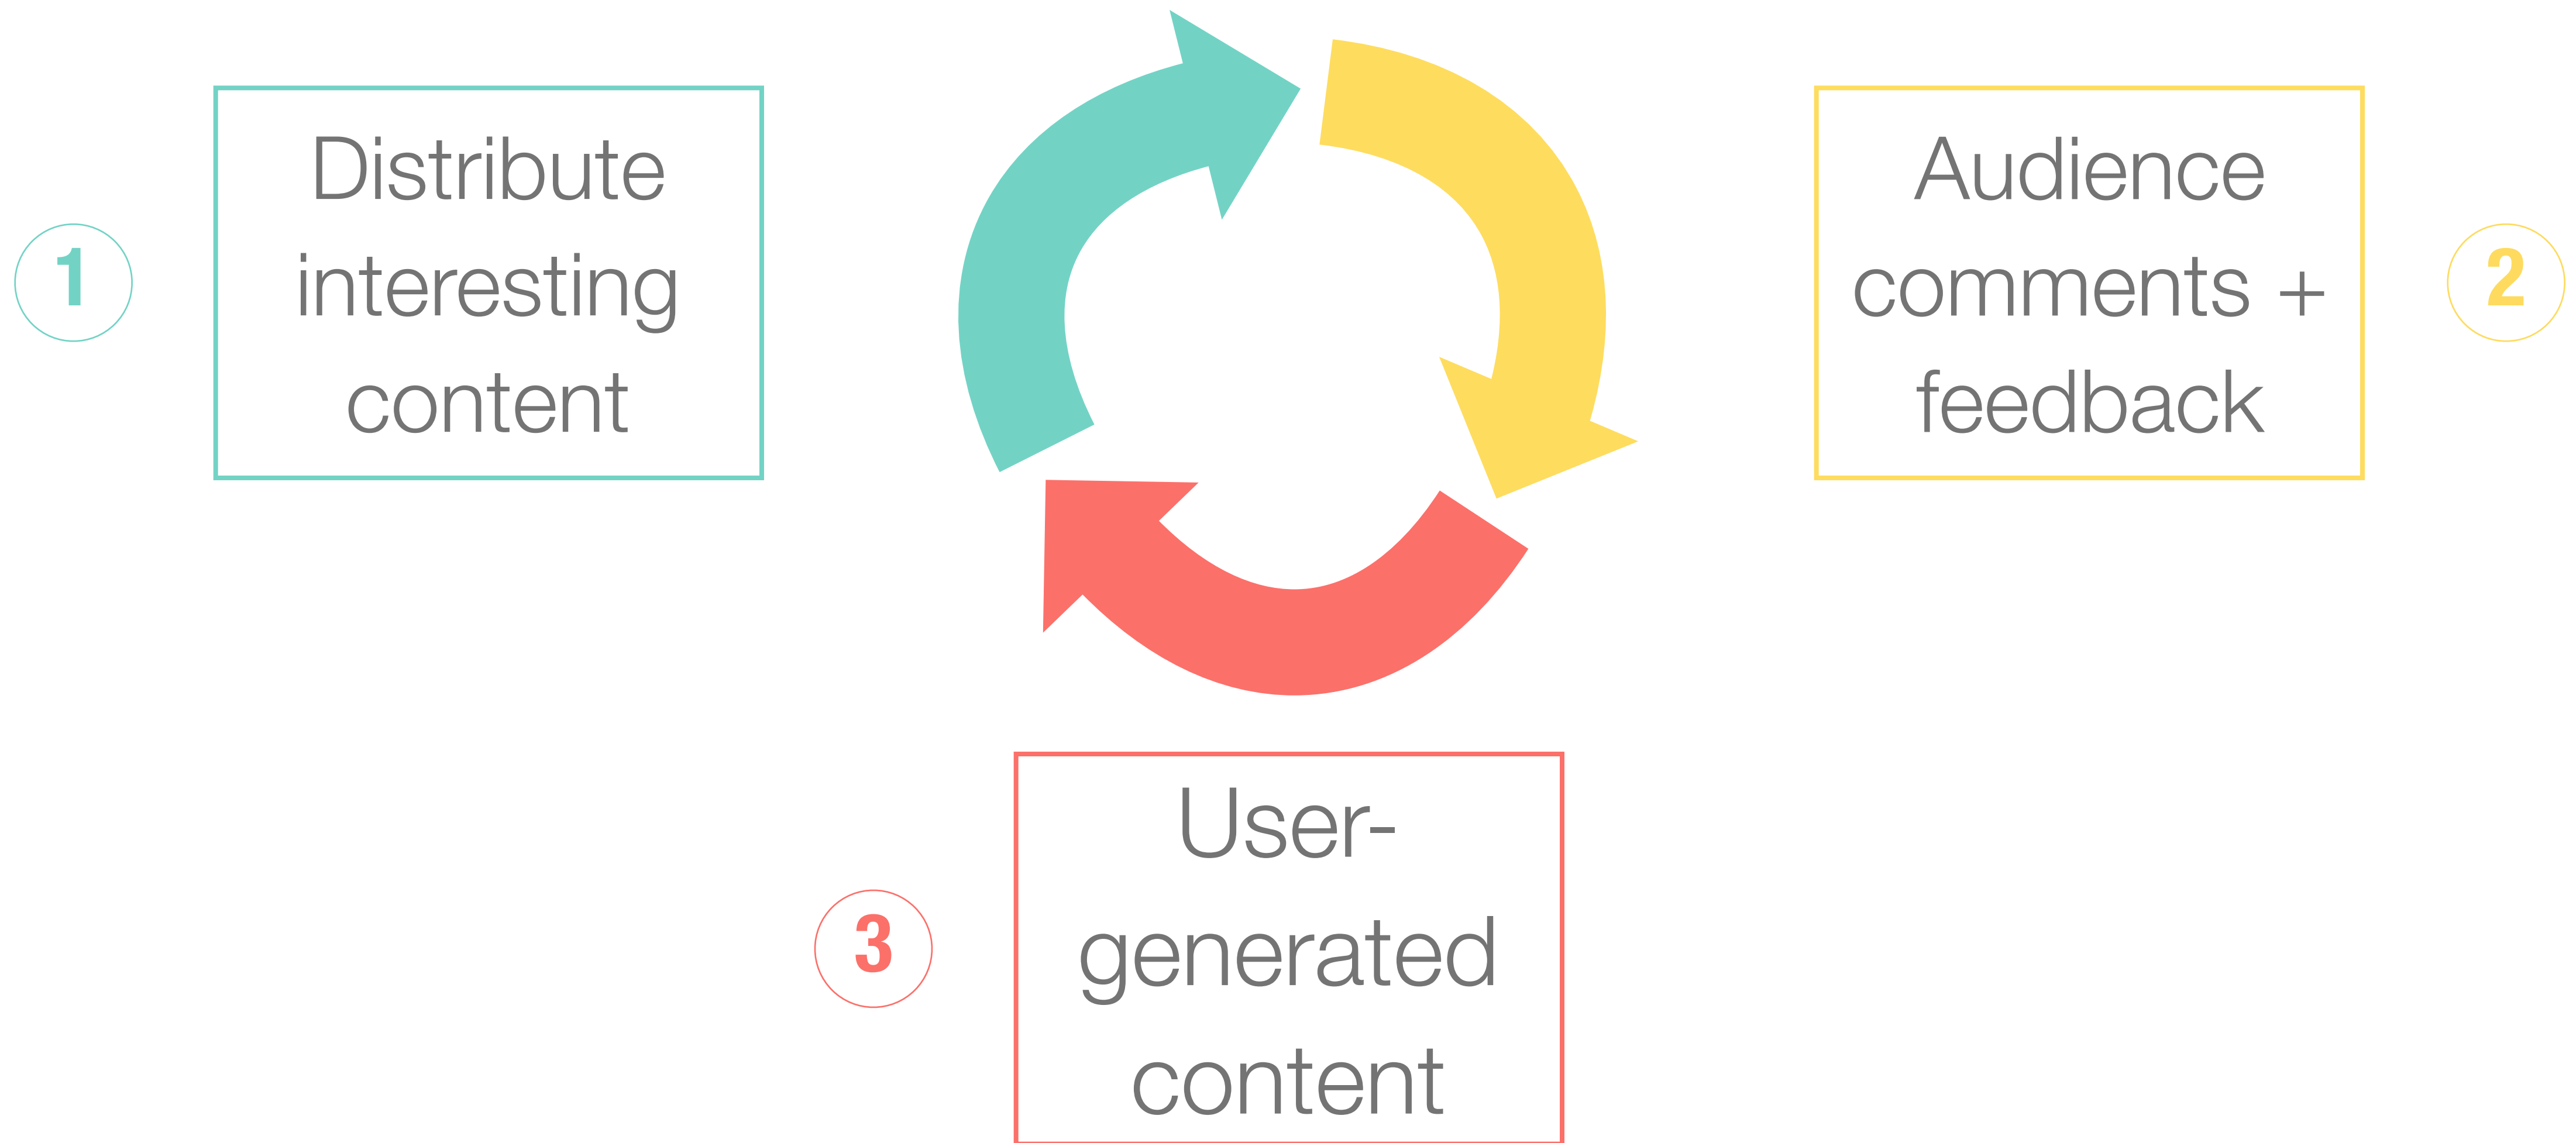 1
Distribute
interesting
content
Audience
comments +
feedback
2
3
User-
generated
content